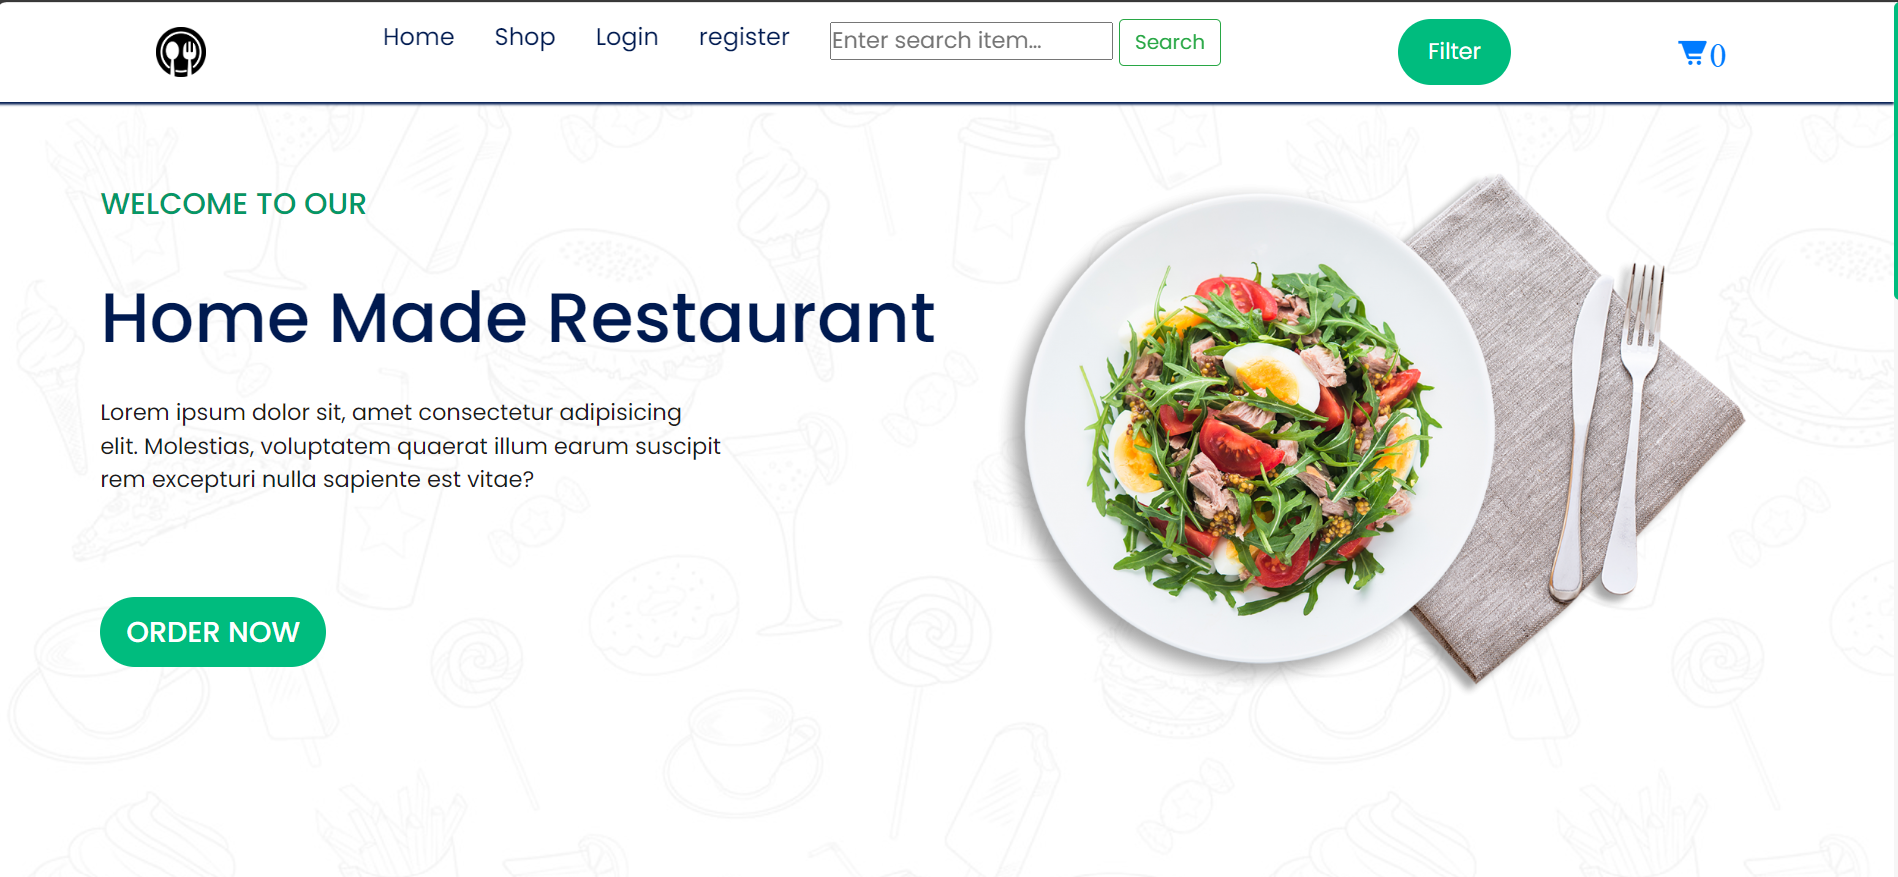 Home Shop Login register Enter search item... Search Filter 0
WELCOME TO OUR
Home Made Restaurant
Lorem ipsum dolor sit, amet consectetur adipisicing
elit. Molestias, voluptatem quaerat illum earum suscipit
rem excepturi nulla sapiente est vitae?
ORDER NOW